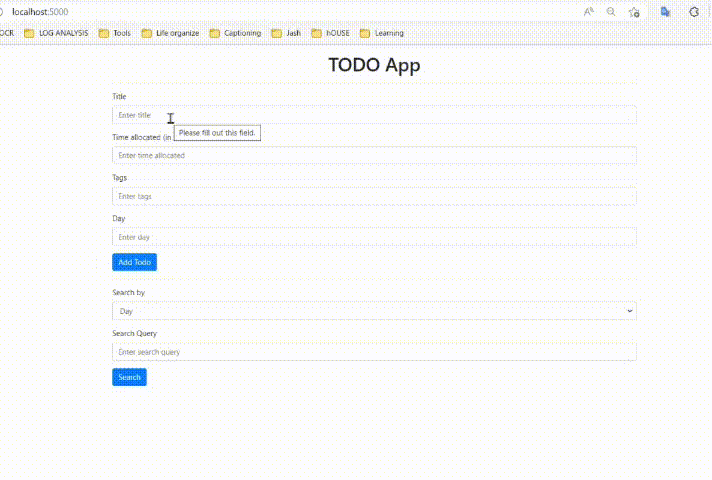 localhost:5000
OCR LOG ANALYSIS Tools Life organize Captioning Jash hOUSE Learning
TODO App
Title
Enter title
Please fill out this field.
Time allocated (in
Enter time allocated
Tags
Enter tags
Day
Enter day
Add Todo
Search by
Day
Search Query
Enter search query
Search